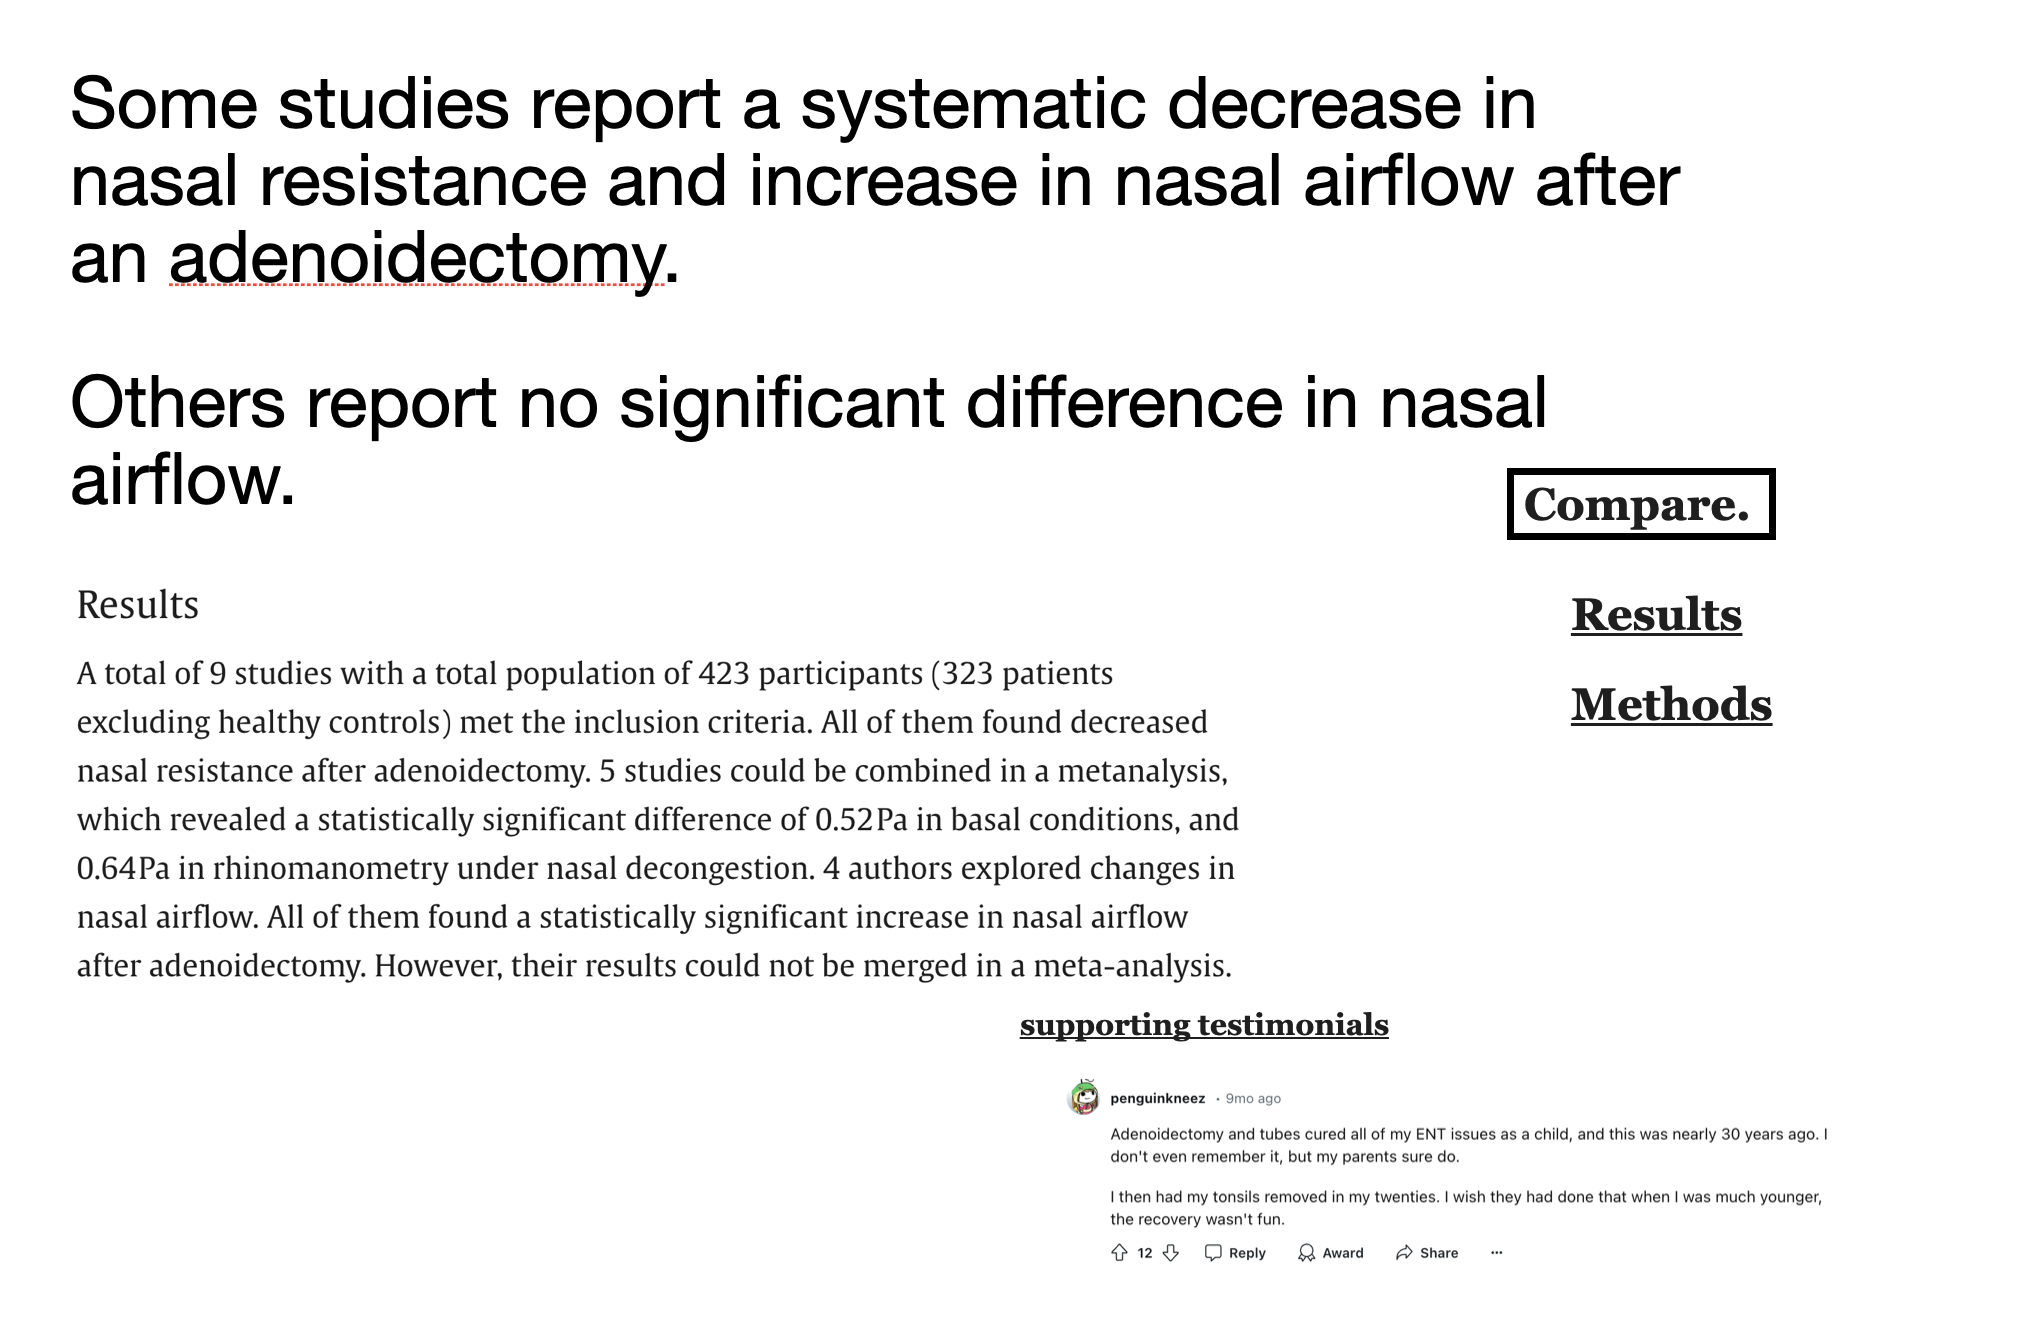 Some studies report a systematic decrease in
nasal resistance and increase in nasal airflow after
an adenoidectomy.
Others report no significant difference in nasal
airflow.
Compare.
Results
Methods
Results
A total of 9 studies with a total population of 423 participants (323 patients
excluding healthy controls) met the inclusion criteria. All of them found decreased
nasal resistance after adenoidectomy. 5 studies could be combined in a metanalysis,
which revealed a statistically significant difference of 0.52 Pa in basal conditions, and
0.64 Pa in rhinomanometry under nasal decongestion. 4 authors explored changes in
nasal airflow. All of them found a statistically significant increase in nasal airflow
after adenoidectomy. However, their results could not be merged in a meta-analysis.
supporting testimonials
penguinkneez • 9mo ago
Adenoidectomy and tubes cured all of my ENT issues as a child, and this was nearly 30 years ago. I
don't even remember it, but my parents sure do.
I then had my tonsils removed in my twenties. I wish they had done that when I was much younger,
the recovery wasn't fun.
12 Reply Award Share ...